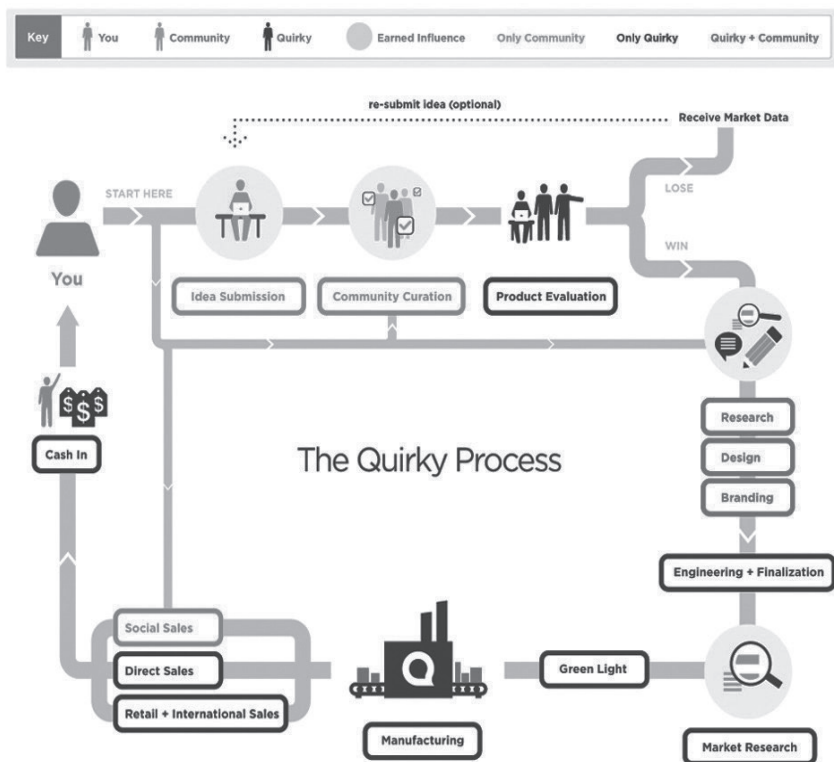 Key
You
Community
Quirky
Earned Influence
Only Community
Only Quirky
Quirky + Community
re-submit idea (optional)
Receive Market Data
START HERE
LOSE
WIN
You
Idea Submission
Community Curation
Product Evaluation
$ $ $
Cash In
The Quirky Process
Research
Design
Branding
Engineering + Finalization
Social Sales
Direct Sales
Retail + International Sales
Manufacturing
Green Light
Market Research